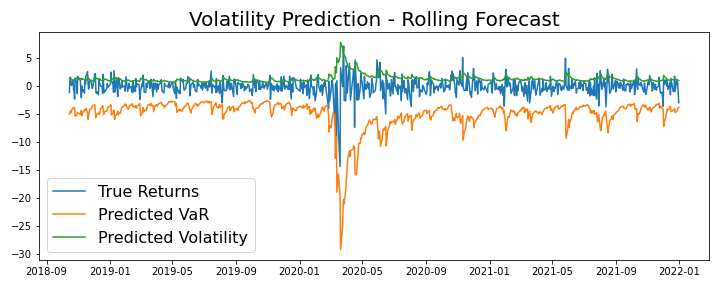 Volatility Prediction - Rolling Forecast
5
0
−5
−10
−15
−20
−25
−30
True Returns
Predicted VaR
Predicted Volatility
2018-09 2019-01 2019-05 2019-09 2020-01 2020-05 2020-09 2021-01 2021-05 2021-09 2022-01